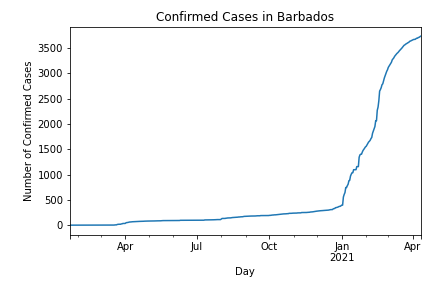 Confirmed Cases in Barbados
Number of Confirmed Cases
3500
3000
2500
2000
1500
1000
500
0
Apr Jul Oct Jan Apr
2021
Day